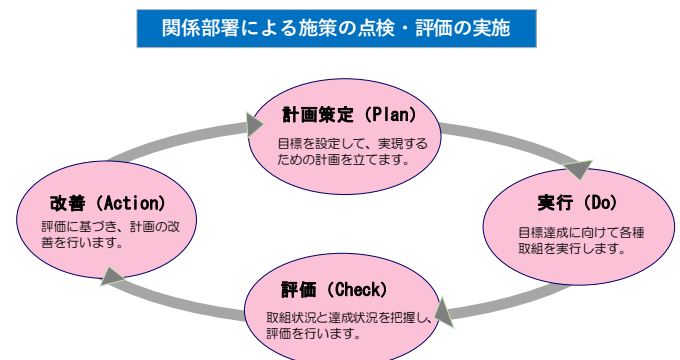 関係部署による施策の点検・評価の実施
計画策定（Plan）
目標を設定して、実現する
ための計画を立てます。
改善（Action）
評価に基づき、計画の改
善を行います。
実行（Do）
目標達成に向けて各種
取組を実行します。
評価（Check）
取組状況と達成状況を把握し、
評価を行います。